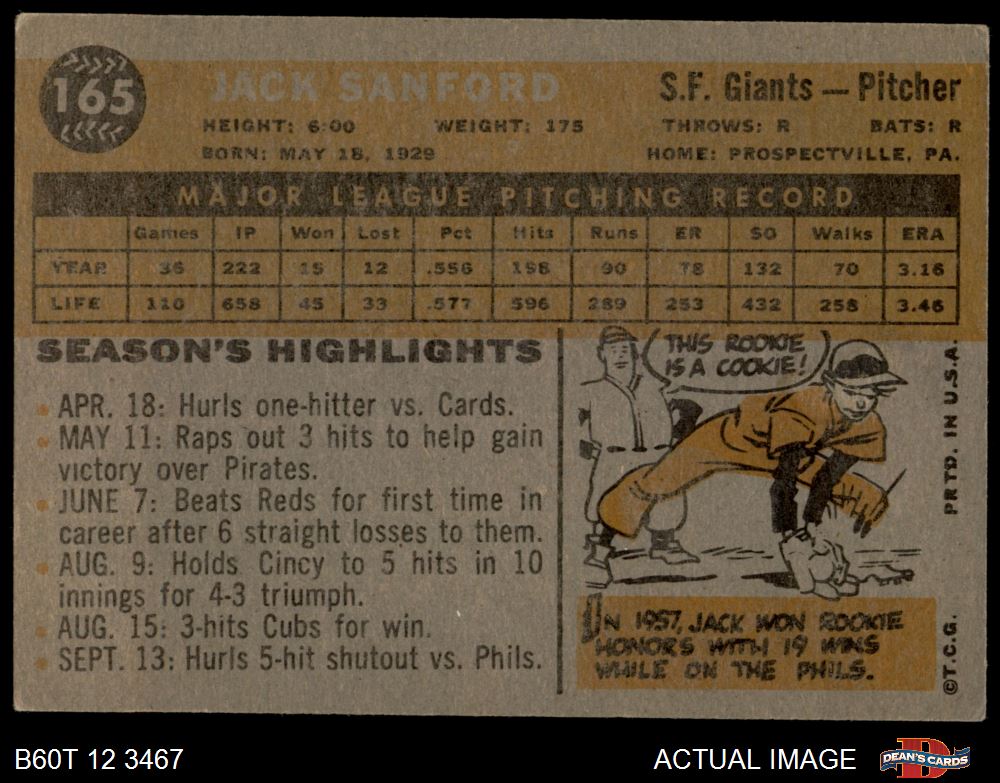 165
JACK SANFORD
S.F. Giants — Pitcher
HEIGHT: 6:00 WEIGHT: 175 THROWS: R BATS: R
BORN: MAY 18, 1929 HOME: PROSPECTVILLE, PA.
MAJOR LEAGUE PITCHING RECORD
Games IP Won Lost Pct Hits Runs ER SO Walks ERA
YEAR 36 222 15 12 .556 198 90 78 132 70 3.16
LIFE 110 658 45 33 .577 596 289 253 432 258 3.46
SEASON'S HIGHLIGHTS
APR. 18: Hurls one-hitter vs. Cards.
MAY 11: Raps out 3 hits to help gain
victory over Pirates.
JUNE 7: Beats Reds for first time in
career after 6 straight losses to them.
AUG. 9: Holds Cincy to 5 hits in 10
innings for 4-3 triumph.
AUG. 15: 3-hits Cubs for win.
SEPT. 13: Hurls 5-hit shutout vs. Phils.
THIS ROOKIE
IS A COOKIE!
IN 1957, JACK WON ROOKIE
HONORS WITH 19 WINS
WHILE ON THE PHILS.
©T.C.G. PRTD. IN U.S.A.
B60T 12 3467
ACTUAL IMAGE
DEAN'S CARDS